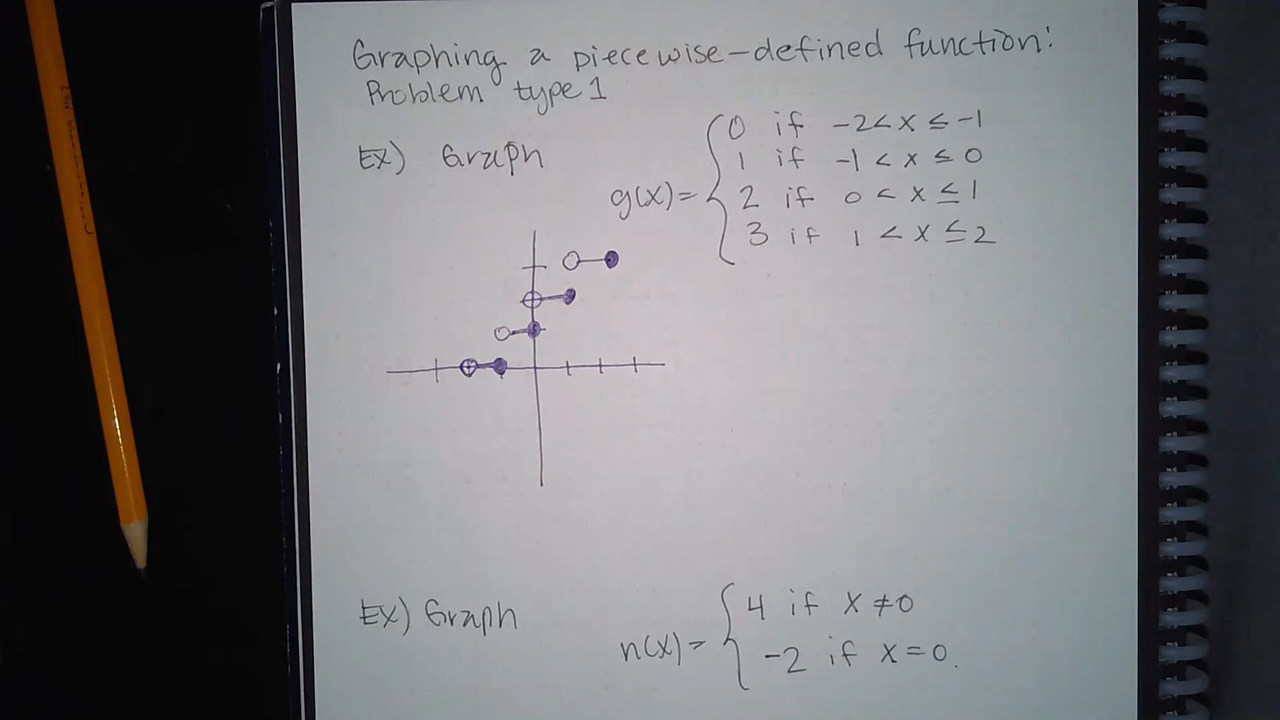 Graphing a piecewise-defined function:
Problem type 1
Ex) Graph
g(x)= { 0 if -2 < x ≤ -1
1 if -1 < x ≤ 0
2 if 0 < x ≤ 1
3 if 1 < x ≤ 2
Ex) Graph
n(x)= { 4 if x ≠ 0
-2 if x = 0.